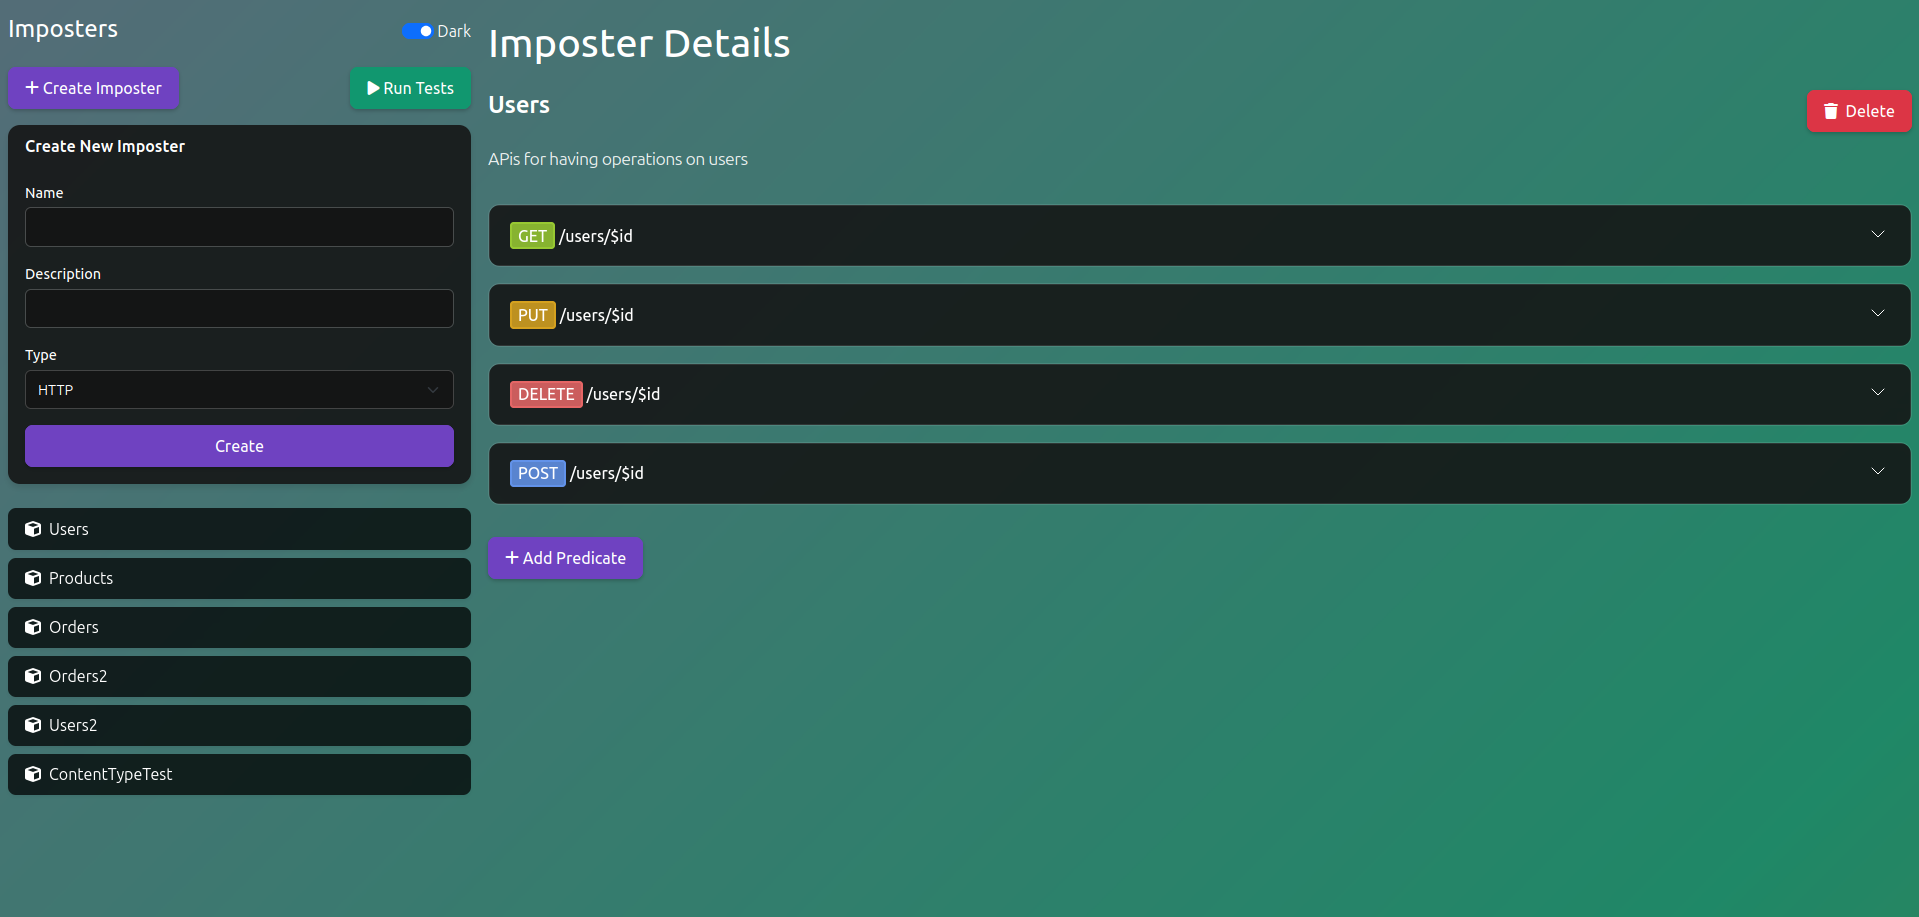 Imposters
Dark
Create Imposter
Run Tests
Create New Imposter
Name
Description
Type
HTTP
Create
Users
Products
Orders
Orders2
Users2
ContentTypeTest
Imposter Details
Users
Delete
APis for having operations on users
GET /users/$id
PUT /users/$id
DELETE /users/$id
POST /users/$id
Add Predicate